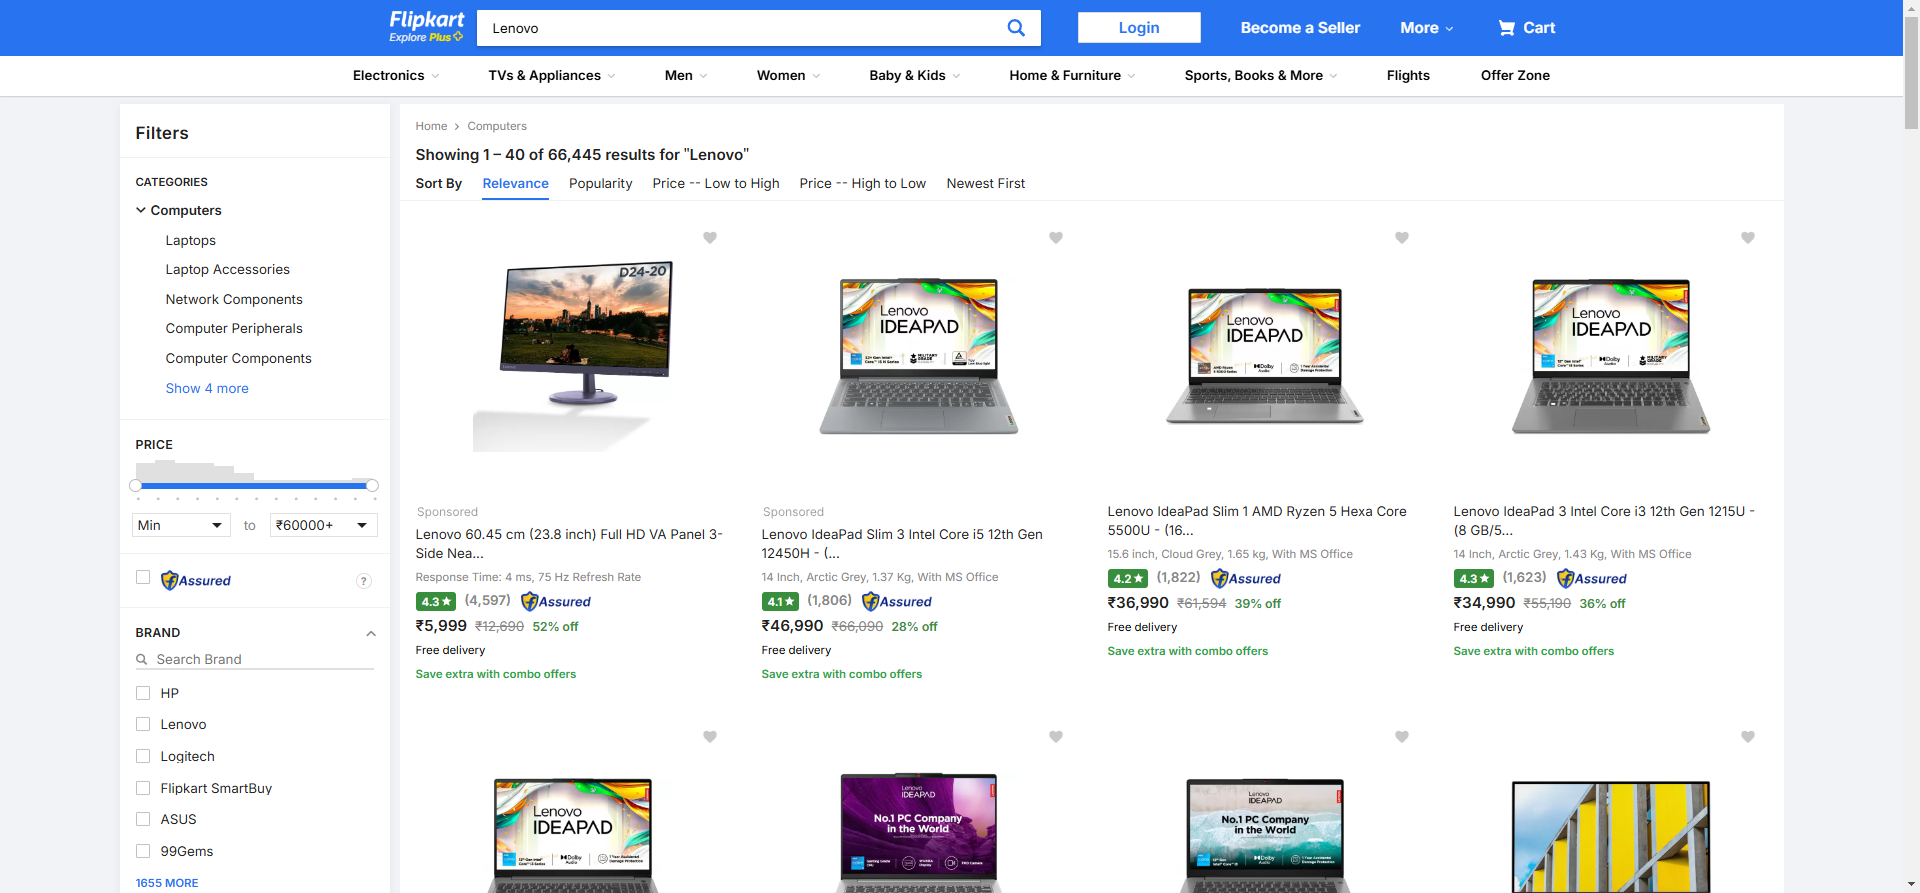 Flipkart
Explore Plus
Lenovo
Login
Become a Seller
More
Cart
Electronics
TVs & Appliances
Men
Women
Baby & Kids
Home & Furniture
Sports, Books & More
Flights
Offer Zone
Filters
CATEGORIES
Computers
Laptops
Laptop Accessories
Network Components
Computer Peripherals
Computer Components
Show 4 more
PRICE
Min
to
₹60000+
Assured
?
BRAND
Search Brand
HP
Lenovo
Logitech
Flipkart SmartBuy
ASUS
99Gems
1655 MORE
Home
Computers
Showing 1 – 40 of 66,445 results for "Lenovo"
Sort By
Relevance
Popularity
Price -- Low to High
Price -- High to Low
Newest First
D24-20
Sponsored
Lenovo 60.45 cm (23.8 inch) Full HD VA Panel 3-
Side Nea...
Response Time: 4 ms, 75 Hz Refresh Rate
4.3 (4,597) Assured
₹5,999 ₹12,690 52% off
Free delivery
Save extra with combo offers
Lenovo
IDEAPAD
Sponsored
Lenovo IdeaPad Slim 3 Intel Core i5 12th Gen
12450H - (...
14 Inch, Arctic Grey, 1.37 Kg, With MS Office
4.1 (1,806) Assured
₹46,990 ₹66,090 28% off
Free delivery
Save extra with combo offers
Lenovo
IDEAPAD
Dolby
Audio
Lenovo IdeaPad Slim 1 AMD Ryzen 5 Hexa Core
5500U - (16...
15.6 inch, Cloud Grey, 1.65 kg, With MS Office
4.2 (1,822) Assured
₹36,990 ₹61,594 39% off
Free delivery
Save extra with combo offers
Lenovo
IDEAPAD
Dolby
Audio
Lenovo IdeaPad 3 Intel Core i3 12th Gen 1215U -
(8 GB/5...
14 Inch, Arctic Grey, 1.43 Kg, With MS Office
4.3 (1,623) Assured
₹34,990 ₹55,190 36% off
Free delivery
Save extra with combo offers
Lenovo
IDEAPAD
Dolby
Audio
Lenovo
IDEAPAD
No.1 PC Company
in the World
Lenovo
IDEAPAD
No.1 PC Company
in the World
Dolby
Audio